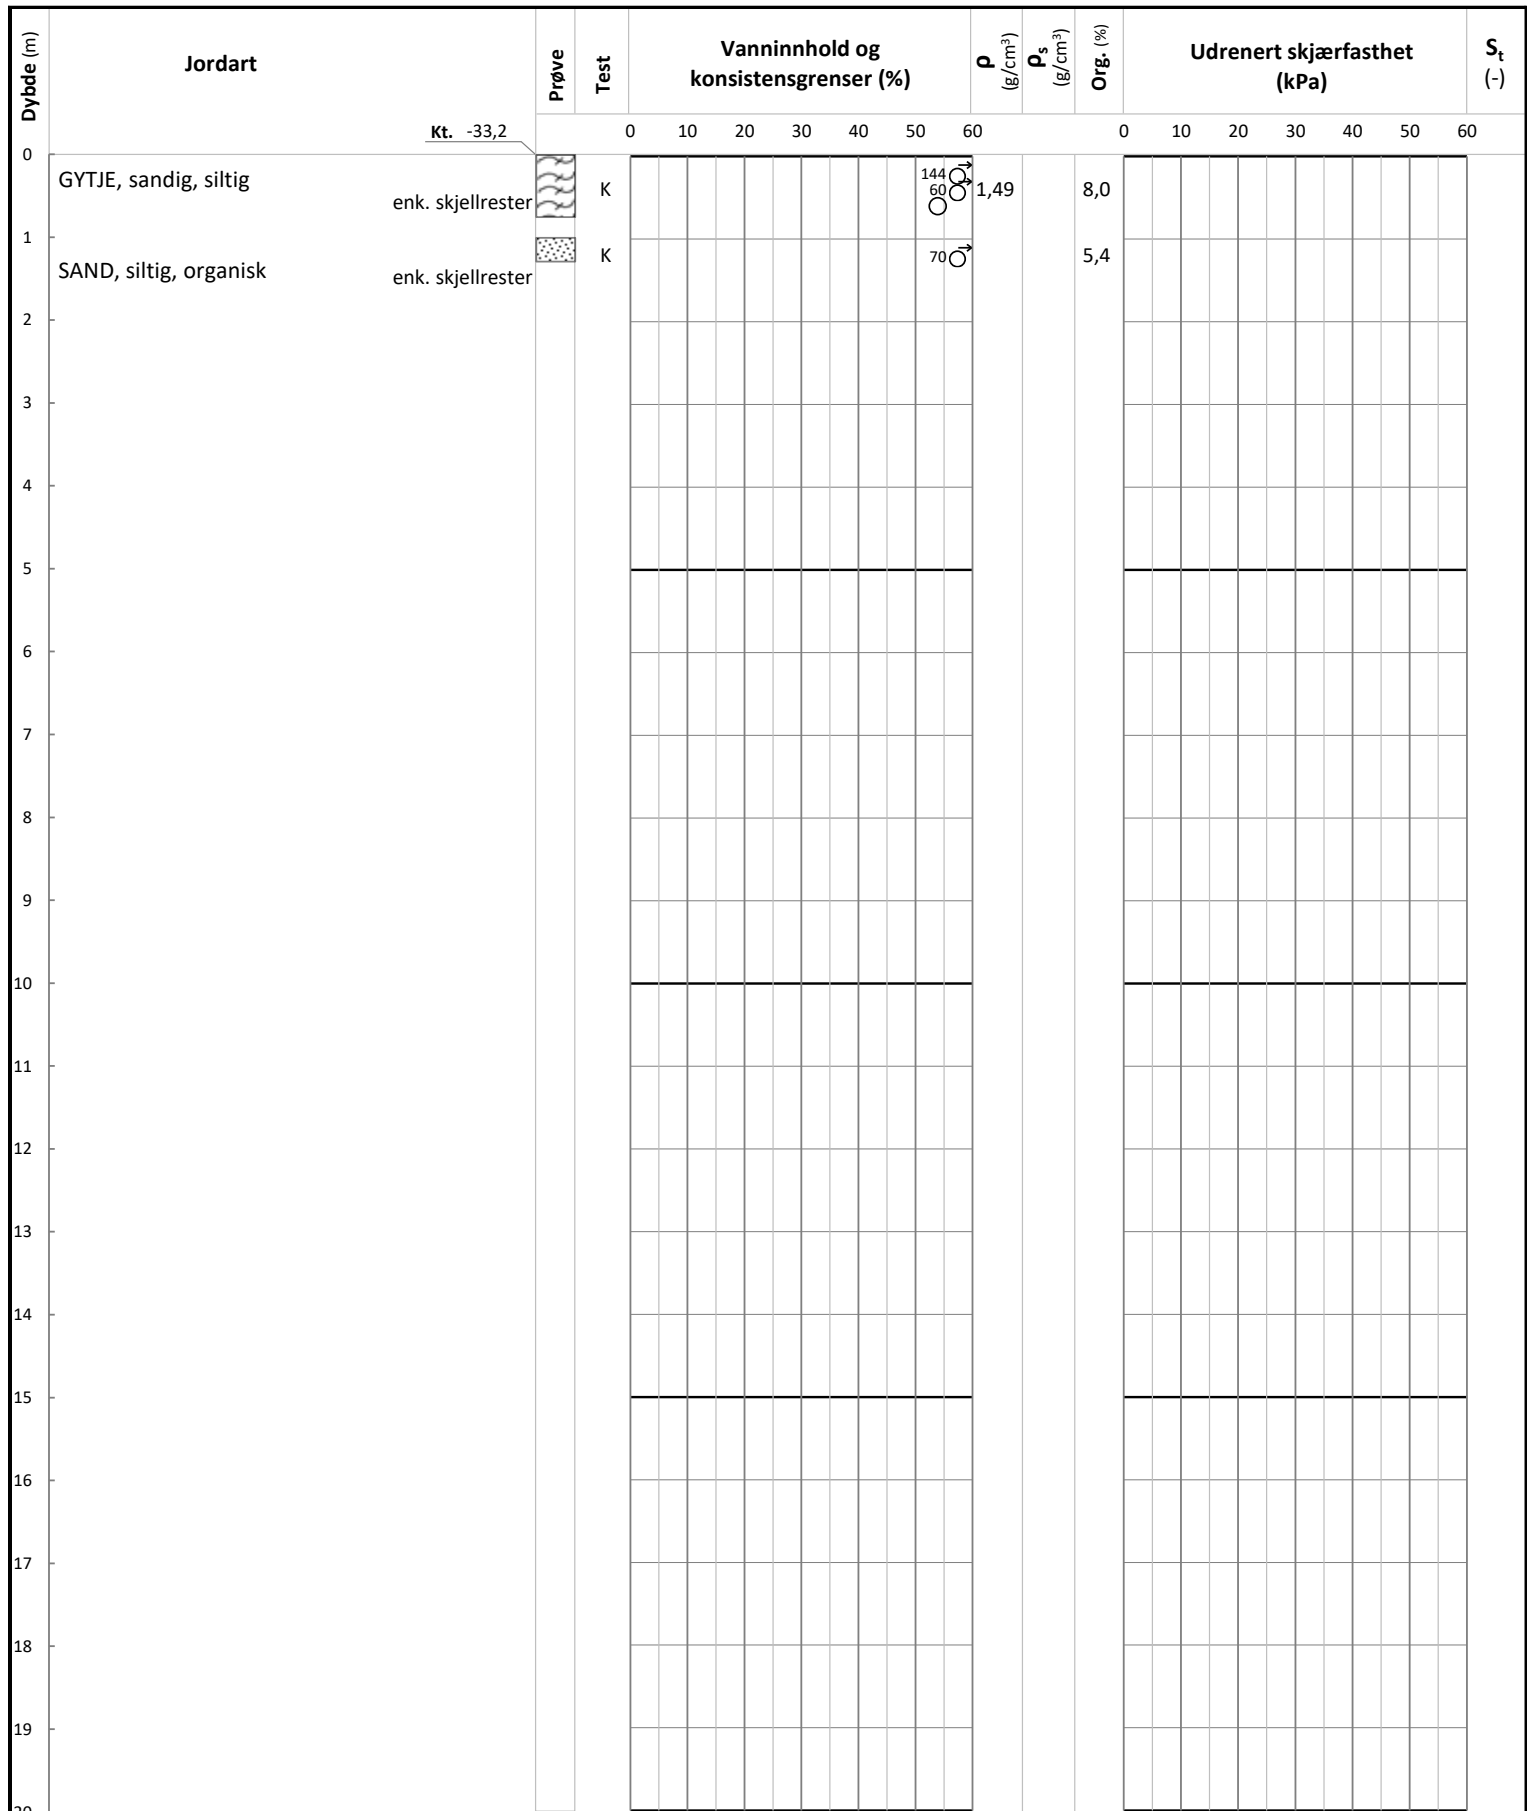 Dybde (m)
Jordart
Prøve
Test
Vanninnhold og
konsistensgrenser (%)
ρ
(g/cm³)
ρs
(g/cm³)
Org. (%)
Udrenert skjærfasthet
(kPa)
St
(-)
Kt. -33,2
0 10 20 30 40 50 60
0 10 20 30 40 50 60
0
GYTJE, sandig, siltig
enk. skjellrester
K
144
60
1,49
8,0
1
SAND, siltig, organisk
enk. skjellrester
K
70
5,4
2
3
4
5
6
7
8
9
10
11
12
13
14
15
16
17
18
19
20